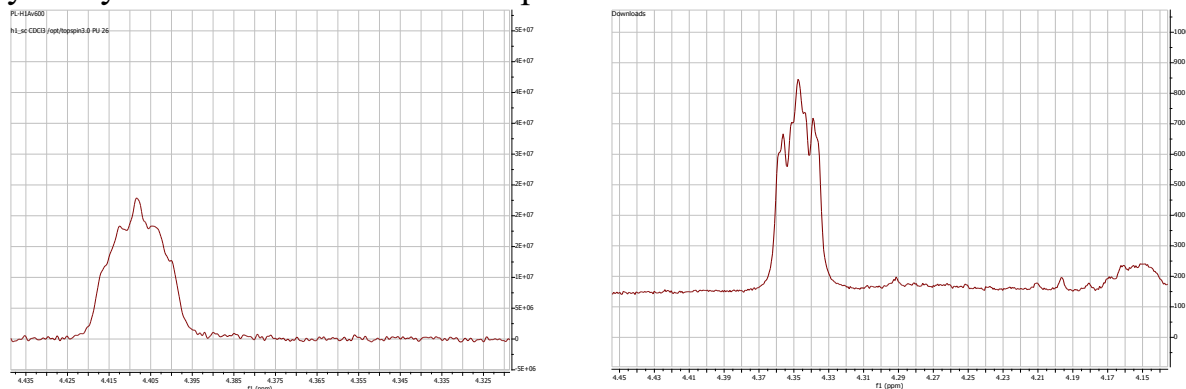 PL-H1Av600
h1_sc CDCl3 /opt/topspin3.0 PU 26
5E+07
4E+07
4E+07
3E+07
3E+07
2E+07
2E+07
2E+07
1E+07
5E+06
0
-5E+06
4.435 4.425 4.415 4.405 4.395 4.385 4.375 4.365 4.355 4.345 4.335 4.325
f1 (ppm)
Downloads
1000
900
800
700
600
500
400
300
200
100
0
4.45 4.43 4.41 4.39 4.37 4.35 4.33 4.31 4.29 4.27 4.25 4.23 4.21 4.19 4.17 4.15
f1 (ppm)